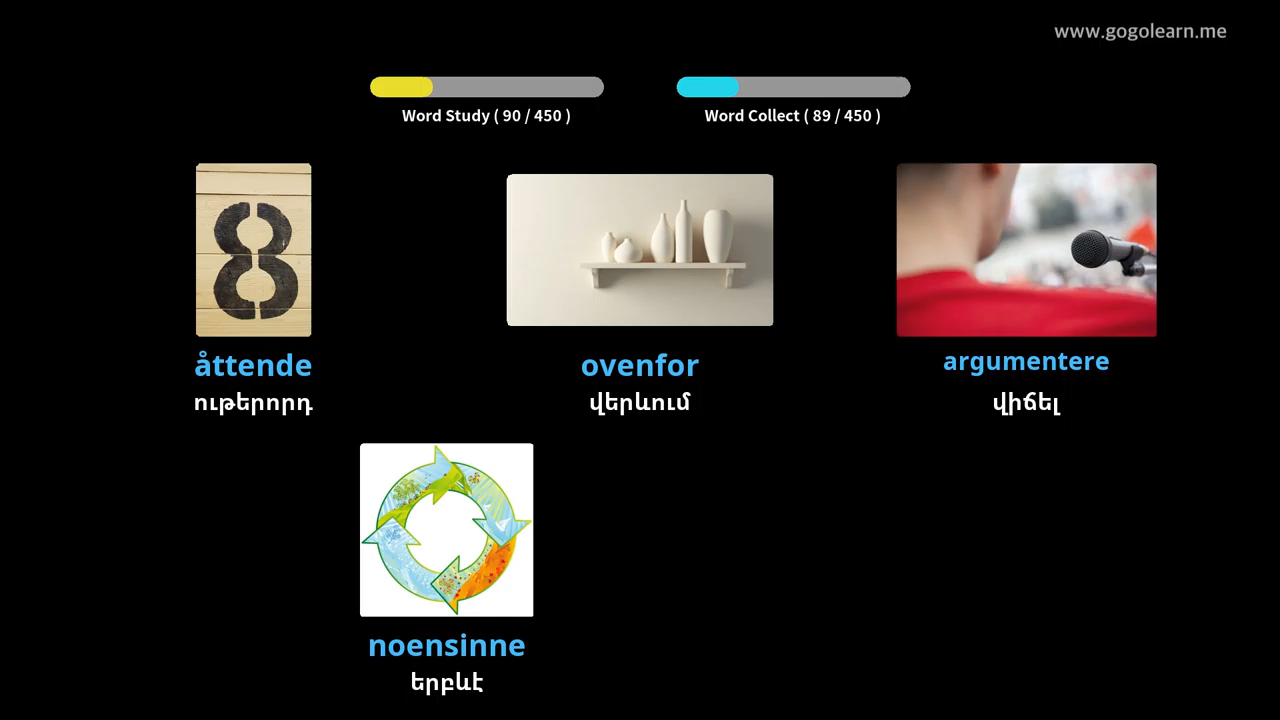 www.gogolearn.me
Word Study ( 90 / 450 )
Word Collect ( 89 / 450 )
8
åttende
ութերորդ
ovenfor
վերևում
argumentere
վիճել
noensinne
երբևէ